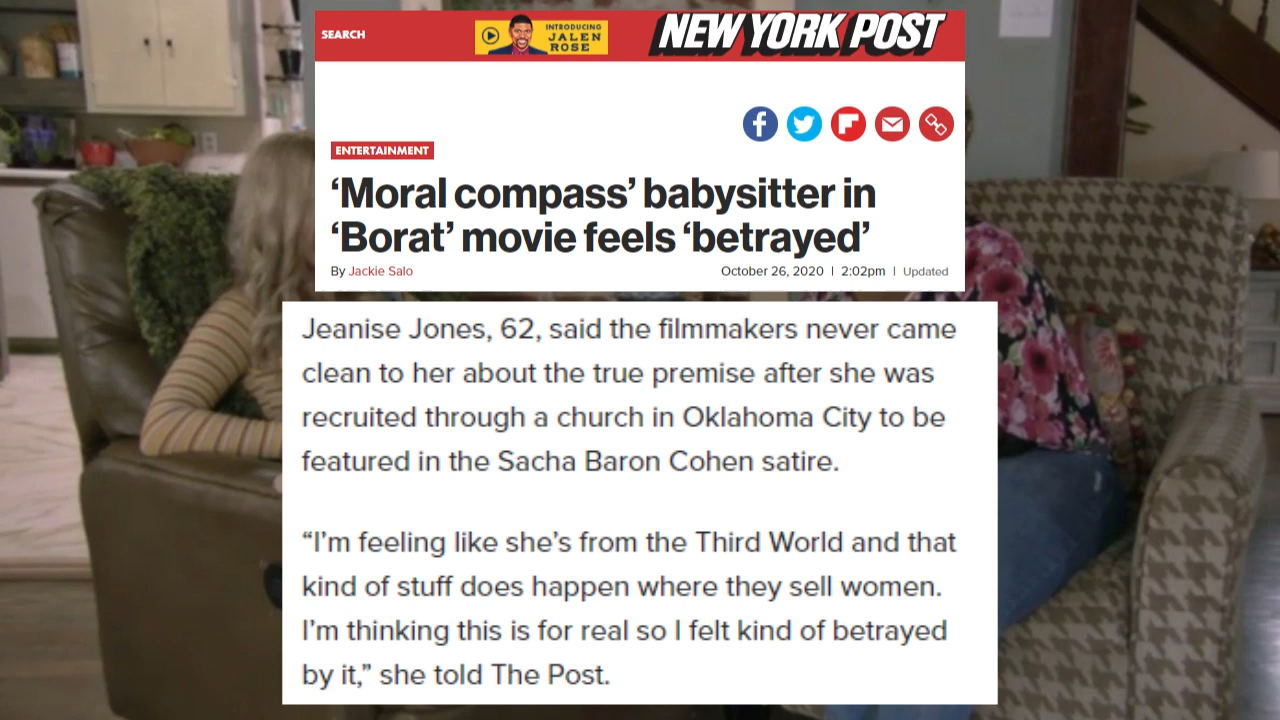 SEARCH
INTRODUCING
JALEN
ROSE
NEW YORK POST
ENTERTAINMENT
‘Moral compass’ babysitter in
‘Borat’ movie feels ‘betrayed’
By Jackie Salo
October 26, 2020 | 2:02pm | Updated
Jeanise Jones, 62, said the filmmakers never came
clean to her about the true premise after she was
recruited through a church in Oklahoma City to be
featured in the Sacha Baron Cohen satire.
“I’m feeling like she’s from the Third World and that
kind of stuff does happen where they sell women.
I’m thinking this is for real so I felt kind of betrayed
by it,” she told The Post.